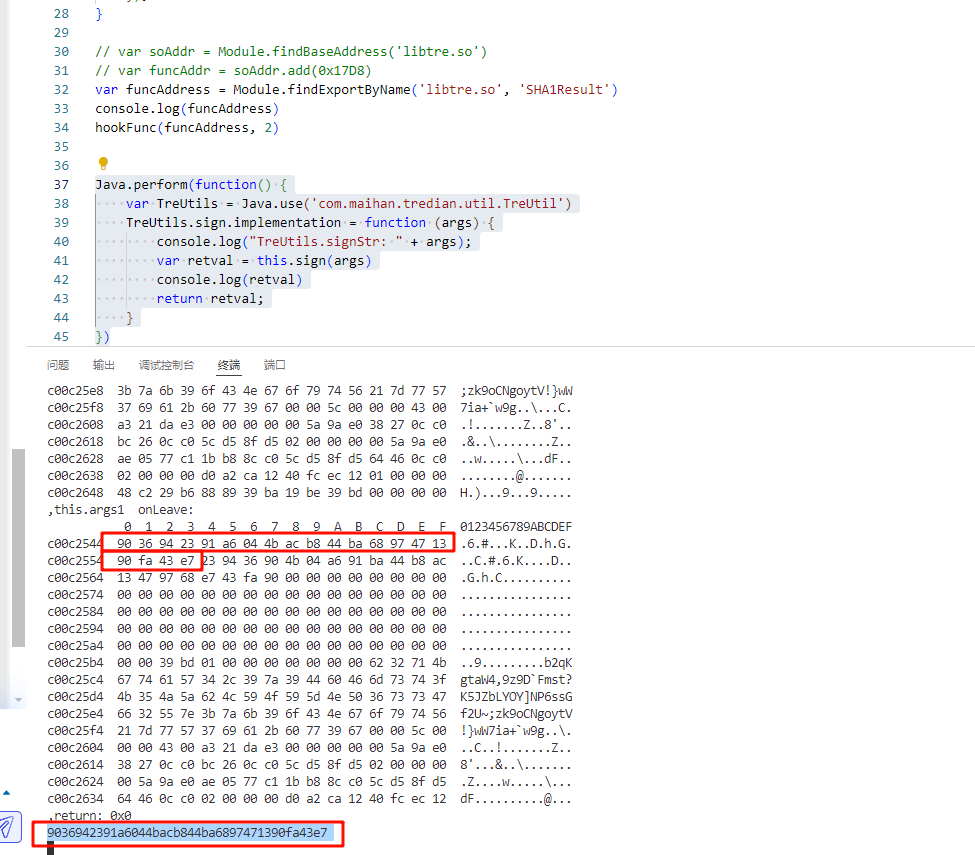 28 }
29
30 // var soAddr = Module.findBaseAddress('libtre.so')
31 // var funcAddr = soAddr.add(0x17D8)
32 var funcAddress = Module.findExportByName('libtre.so', 'SHA1Result')
33 console.log(funcAddress)
34 hookFunc(funcAddress, 2)
35
36
37 Java.perform(function() {
38 ····var TreUtils = Java.use('com.maihan.tredian.util.TreUtil')
39 ····TreUtils.sign.implementation = function (args) {
40 ········console.log("TreUtils.signStr: " + args);
41 ········var retval = this.sign(args)
42 ········console.log(retval)
43 ········return retval;
44 ····}
45 })
问题 输出 调试控制台 终端 端口
c00c25e8 3b 7a 6b 39 6f 43 4e 67 6f 79 74 56 21 7d 77 57 ;zk9oCNgoytV!}wW
c00c25f8 37 69 61 2b 60 77 39 67 00 00 5c 00 00 00 43 00 7ia+`w9g..\...C.
c00c2608 a3 21 da e3 00 00 00 00 00 5a 9a e0 38 27 0c c0 .!.......Z..8'..
c00c2618 bc 26 0c c0 5c d5 8f d5 02 00 00 00 00 5a 9a e0 .&..\........Z..
c00c2628 ae 05 77 c1 1b b8 8c c0 5c d5 8f d5 64 46 0c c0 ..w.....\...dF..
c00c2638 02 00 00 00 d0 a2 ca 12 40 fc ec 12 01 00 00 00 ........@.......
c00c2648 48 c2 29 b6 88 89 39 ba 19 be 39 bd 00 00 00 00 H.)...9...9.....
,this.args1 onLeave:
0 1 2 3 4 5 6 7 8 9 A B C D E F 0123456789ABCDEF
c00c2544 90 36 94 23 91 a6 04 4b ac b8 44 ba 68 97 47 13 .6.#...K..D.h.G.
c00c2554 90 fa 43 e7 23 94 36 90 4b 04 a6 91 ba 44 b8 ac ..C.#.6.K....D..
c00c2564 13 47 97 68 e7 43 fa 90 00 00 00 00 00 00 00 00 .G.h.C..........
c00c2574 00 00 00 00 00 00 00 00 00 00 00 00 00 00 00 00 ................
c00c2584 00 00 00 00 00 00 00 00 00 00 00 00 00 00 00 00 ................
c00c2594 00 00 00 00 00 00 00 00 00 00 00 00 00 00 00 00 ................
c00c25a4 00 00 00 00 00 00 00 00 00 00 00 00 00 00 00 00 ................
c00c25b4 00 00 39 bd 01 00 00 00 00 00 00 00 62 32 71 4b ..9.........b2qK
c00c25c4 67 74 61 57 34 2c 39 7a 39 44 60 46 6d 73 74 3f gtaW4,9z9D`Fmst?
c00c25d4 4b 35 4a 5a 62 4c 59 4f 59 5d 4e 50 36 73 73 47 K5JZbLYOY]NP6ssG
c00c25e4 66 32 55 7e 3b 7a 6b 39 6f 43 4e 67 6f 79 74 56 f2U~;zk9oCNgoytV
c00c25f4 21 7d 77 57 37 69 61 2b 60 77 39 67 00 00 5c 00 !}wW7ia+`w9g..\.
c00c2604 00 00 43 00 a3 21 da e3 00 00 00 00 00 5a 9a e0 ..C..!.......Z..
c00c2614 38 27 0c c0 bc 26 0c c0 5c d5 8f d5 02 00 00 00 8'...&..\.......
c00c2624 00 5a 9a e0 ae 05 77 c1 1b b8 8c c0 5c d5 8f d5 .Z....w.....\...
c00c2634 64 46 0c c0 02 00 00 00 d0 a2 ca 12 40 fc ec 12 dF..........@...
,return: 0x0
9036942391a6044bacb844ba6897471390fa43e7